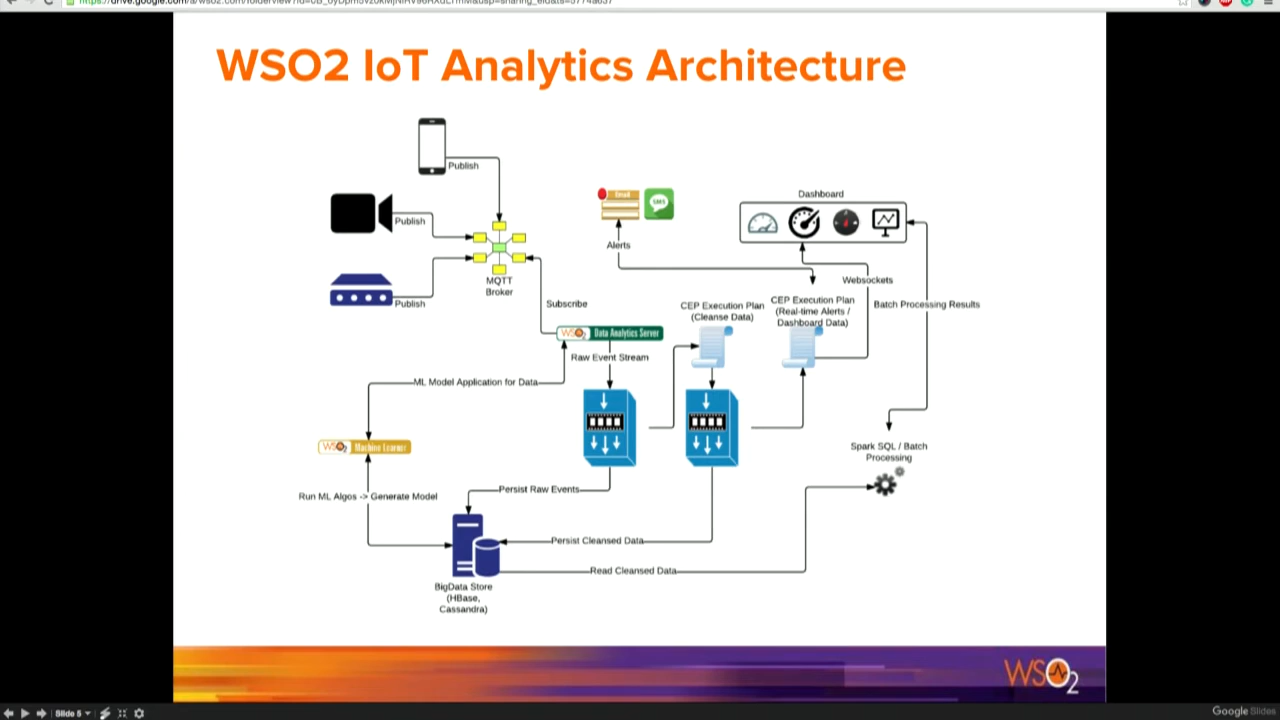 WSO2 IoT Analytics Architecture
Publish
Publish
Publish
MQTT
Broker
Subscribe
Email
SMS
Alerts
Dashboard
Websockets
Batch Processing Results
CEP Execution Plan
(Cleanse Data)
CEP Execution Plan
(Real-time Alerts /
Dashboard Data)
WSO2 Data Analytics Server
Raw Event Stream
ML Model Application for Data
WSO2 Machine Learner
Run ML Algos -> Generate Model
Persist Raw Events
Persist Cleansed Data
Read Cleansed Data
Spark SQL / Batch
Processing
BigData Store
(HBase,
Cassandra)
WSO2
Slide 5
Google Slides